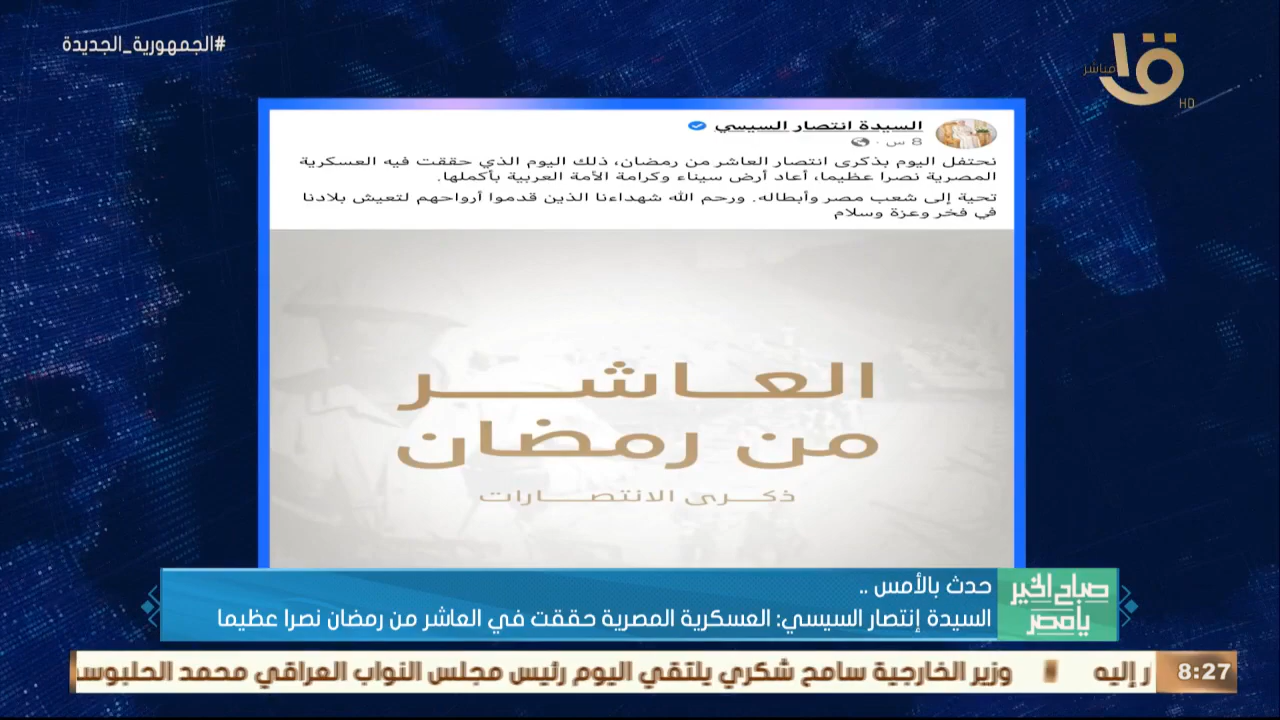 #الجمهورية_الجديدة
مباشر
HD
السيدة انتصار السيسي
8 س ·
نحتفل اليوم بذكرى انتصار العاشر من رمضان، ذلك اليوم الذي حققت فيه العسكرية
المصرية نصرا عظيما، أعاد أرض سيناء وكرامة الأمة العربية بأكملها.
تحية إلى شعب مصر وأبطاله. ورحم الله شهداءنا الذين قدموا أرواحهم لتعيش بلادنا
في فخر وعزة وسلام
العاشر
من رمضان
ذكرى الانتصارات
حدث بالأمس ..
السيدة إنتصار السيسي: العسكرية المصرية حققت في العاشر من رمضان نصرا عظيما
صباح الخير
يا مصر
ر إليه
وزير الخارجية سامح شكري يلتقي اليوم رئيس مجلس النواب العراقي محمد الحلبوسـ
8:27